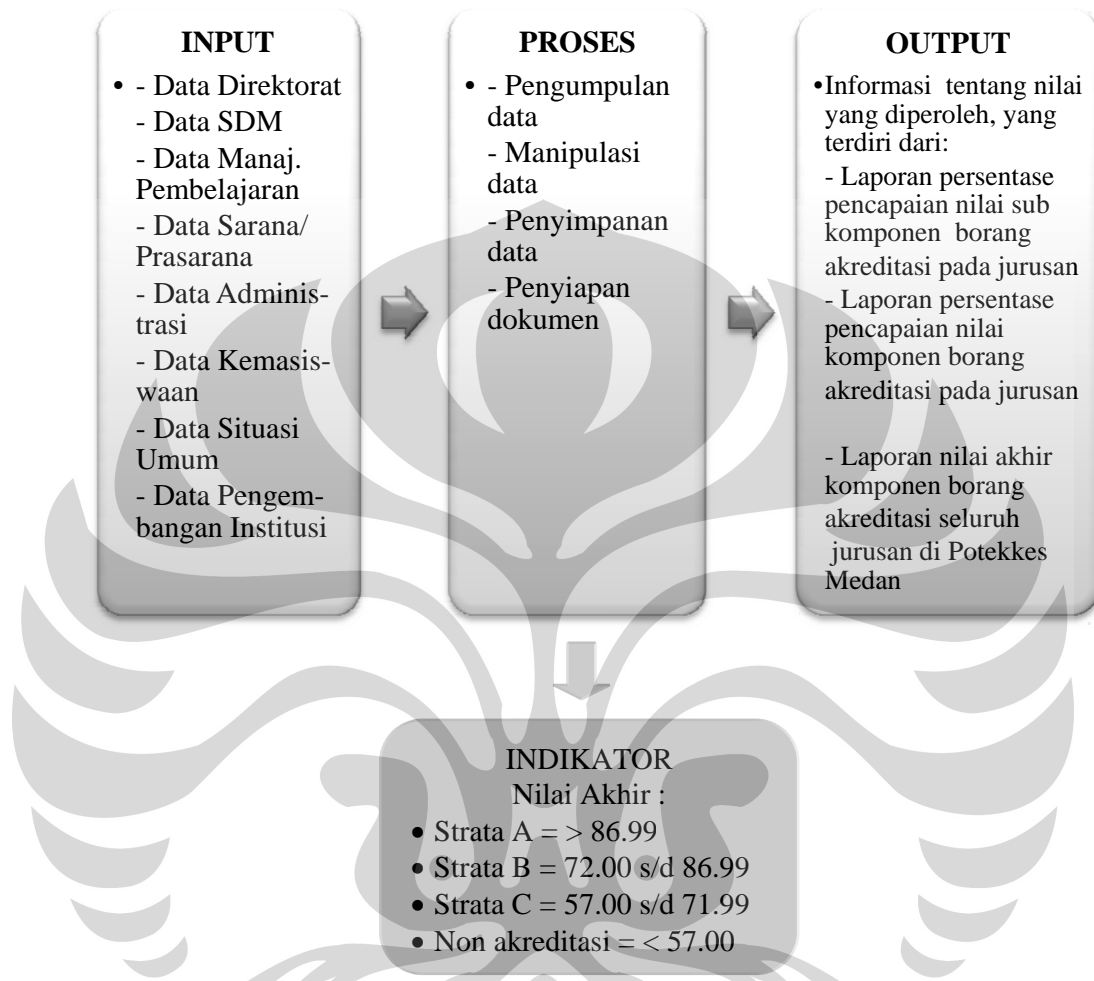 INPUT
• - Data Direktorat
- Data SDM
- Data Manaj.
Pembelajaran
- Data Sarana/
Prasarana
- Data Adminis-
trasi
- Data Kemasis-
waan
- Data Situasi
Umum
- Data Pengem-
bangan Institusi
PROSES
• - Pengumpulan
data
- Manipulasi
data
- Penyimpanan
data
- Penyiapan
dokumen
OUTPUT
•Informasi tentang nilai
yang diperoleh, yang
terdiri dari:
- Laporan persentase
pencapaian nilai sub
komponen borang
akreditasi pada jurusan
- Laporan persentase
pencapaian nilai
komponen borang
akreditasi pada jurusan
- Laporan nilai akhir
komponen borang
akreditasi seluruh
jurusan di Potekkes
Medan
INDIKATOR
Nilai Akhir :
• Strata A = > 86.99
• Strata B = 72.00 s/d 86.99
• Strata C = 57.00 s/d 71.99
• Non akreditasi = < 57.00